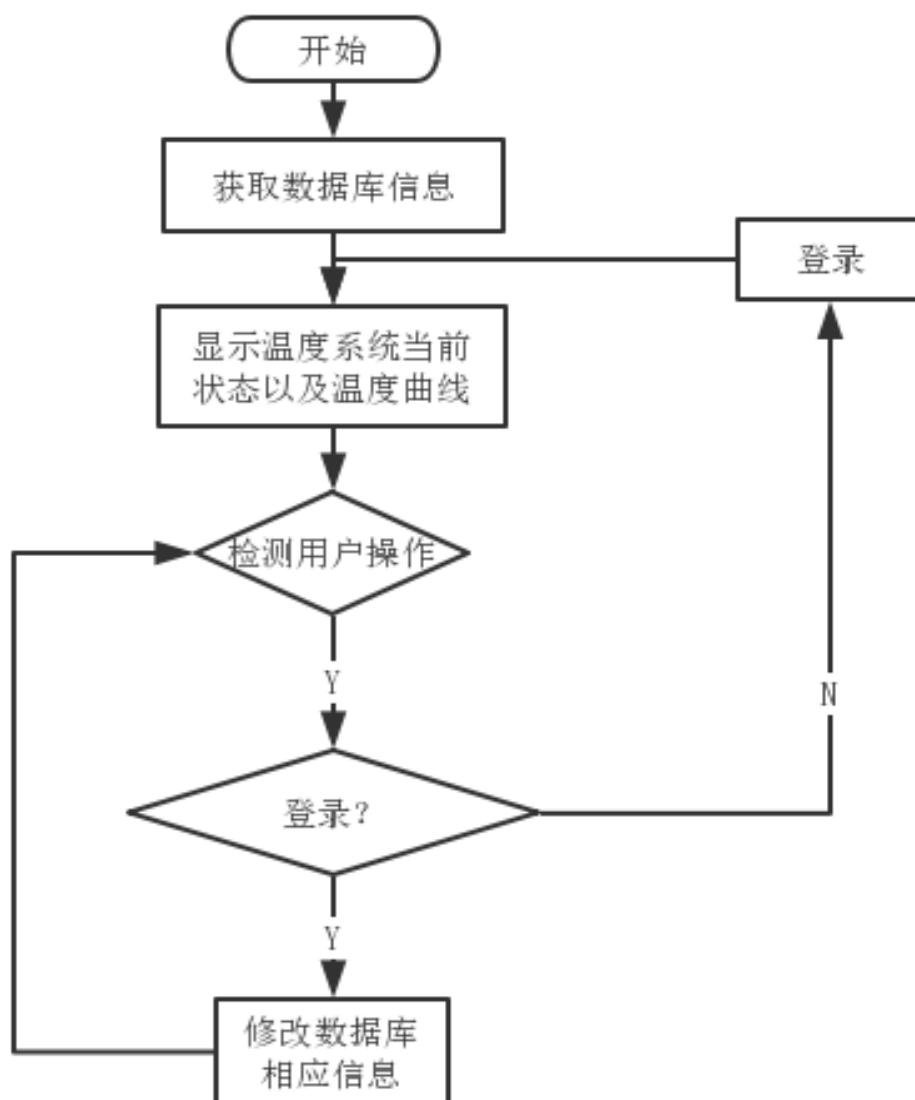 开始
获取数据库信息
登录
显示温度系统当前
状态以及温度曲线
检测用户操作
Y
N
登录?
Y
修改数据库
相应信息